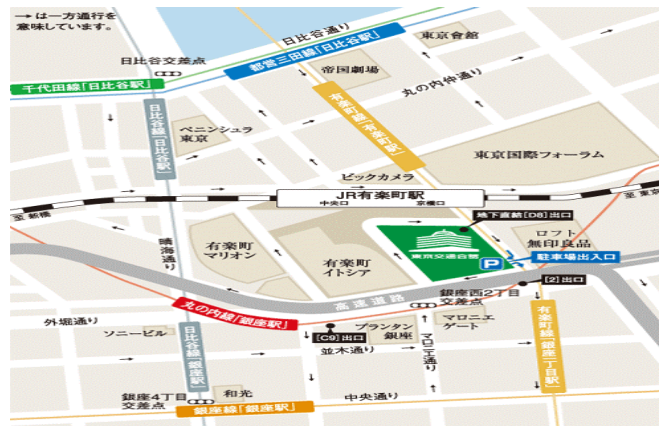 → は一方通行を
意味しています。
日比谷通り
日比谷交差点
都営三田線「日比谷駅」
東京會舘
千代田線「日比谷駅」
帝国劇場
丸の内仲通り
日比谷線「日比谷駅」
有楽町線「有楽町駅」
ペニンシュラ
東京
ビックカメラ
東京国際フォーラム
JR有楽町駅
中央口
京橋口
至 新橋
至 東京
地下直結[D8]出口
晴海通り
有楽町
マリオン
有楽町
イトシア
東京交通会館
ロフト
無印良品
P
駐車場出入口
[2]出口
高速道路
銀座西2丁目
交差点
丸の内線「銀座駅」
外堀通り
ソニービル
日比谷線「銀座駅」
[C9]出口
並木通り
プランタン
銀座
マロニエ通り
マロニエ
ゲート
有楽町線「銀座一丁目駅」
銀座4丁目
交差点
和光
銀座線「銀座駅」
中央通り